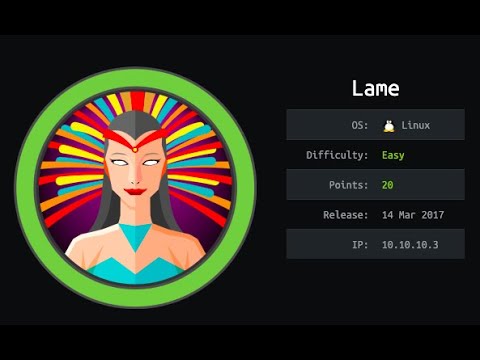 Lame
OS: Linux
Difficulty: Easy
Points: 20
Release: 14 Mar 2017
IP: 10.10.10.3